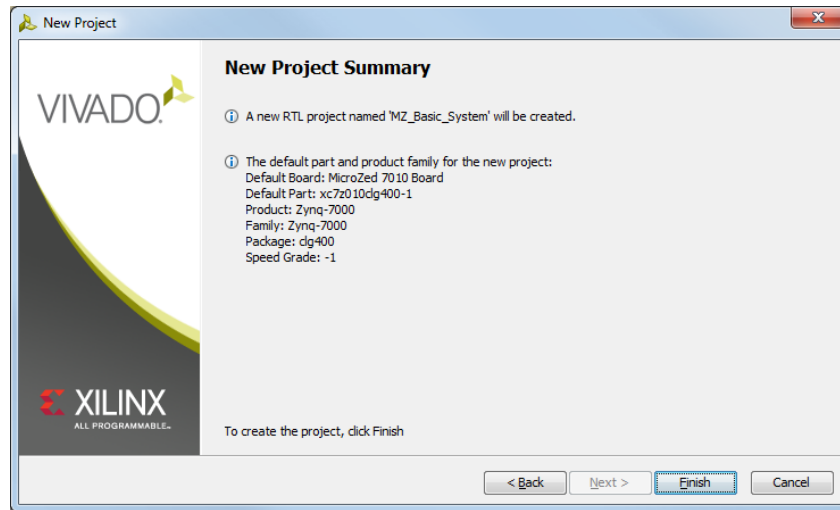 New Project
New Project Summary
VIVADO.
A new RTL project named 'MZ_Basic_System' will be created.
The default part and product family for the new project:
Default Board: MicroZed 7010 Board
Default Part: xc7z010clg400-1
Product: Zynq-7000
Family: Zynq-7000
Package: clg400
Speed Grade: -1
XILINX
ALL PROGRAMMABLE™
To create the project, click Finish
< Back
Next >
Finish
Cancel